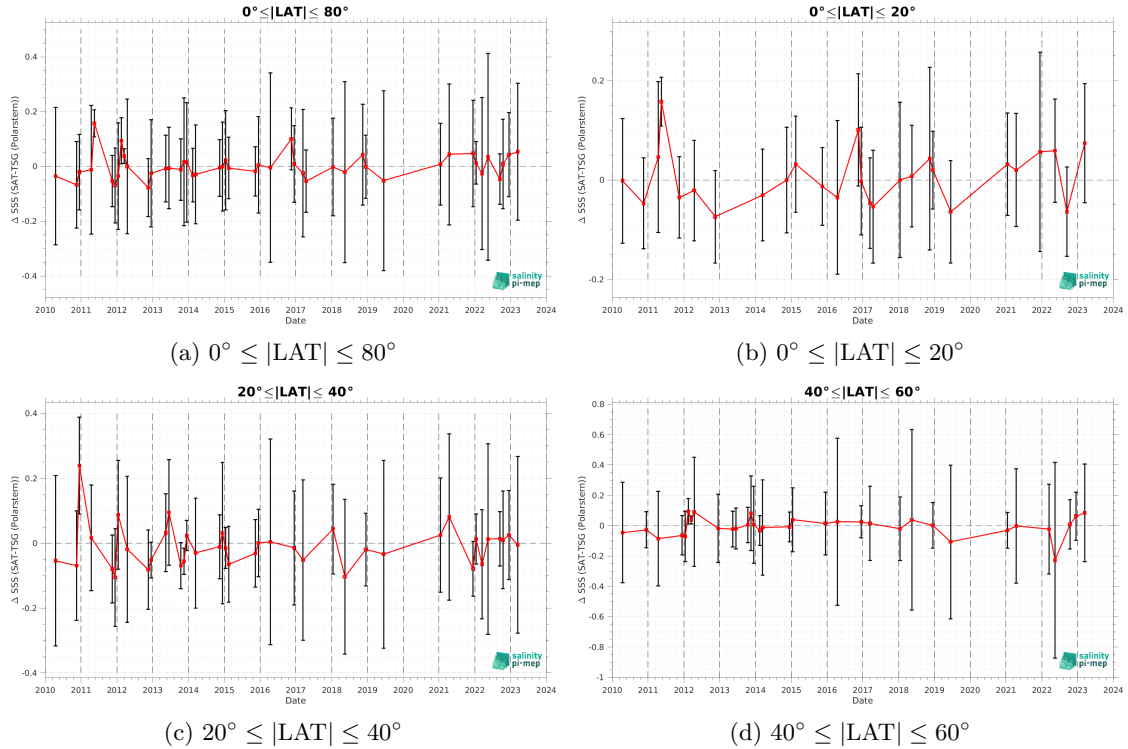 0°≤|LAT|≤ 80°
Δ SSS (SAT-TSG (Polarstern))
0.4
0.2
0
-0.2
-0.4
2010 2011 2012 2013 2014 2015 2016 2017 2018 2019 2020 2021 2022 2023 2024
Date
salinity
pi-mep
(a) 0° ≤ |LAT| ≤ 80°
0°≤|LAT|≤ 20°
Δ SSS (SAT-TSG (Polarstern))
0.2
0
-0.2
2010 2011 2012 2013 2014 2015 2016 2017 2018 2019 2020 2021 2022 2023 2024
Date
salinity
pi-mep
(b) 0° ≤ |LAT| ≤ 20°
20°≤|LAT|≤ 40°
Δ SSS (SAT-TSG (Polarstern))
0.4
0.2
0
-0.2
-0.4
2010 2011 2012 2013 2014 2015 2016 2017 2018 2019 2020 2021 2022 2023 2024
Date
salinity
pi-mep
(c) 20° ≤ |LAT| ≤ 40°
40°≤|LAT|≤ 60°
Δ SSS (SAT-TSG (Polarstern))
0.8
0.6
0.4
0.2
0
-0.2
-0.4
-0.6
-0.8
-1
2010 2011 2012 2013 2014 2015 2016 2017 2018 2019 2020 2021 2022 2023 2024
Date
salinity
pi-mep
(d) 40° ≤ |LAT| ≤ 60°